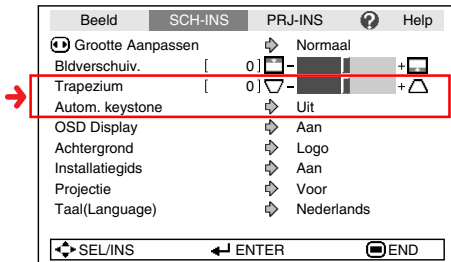 Beeld SCH-INS PRJ-INS ? Help
Grootte Aanpassen Normaal
Bldverschuiv. [ 0 ] - +
Trapezium [ 0 ] - +
Autom. keystone Uit
OSD Display Aan
Achtergrond Logo
Installatiegids Aan
Projectie Voor
Taal(Language) Nederlands
SEL/INS ENTER END